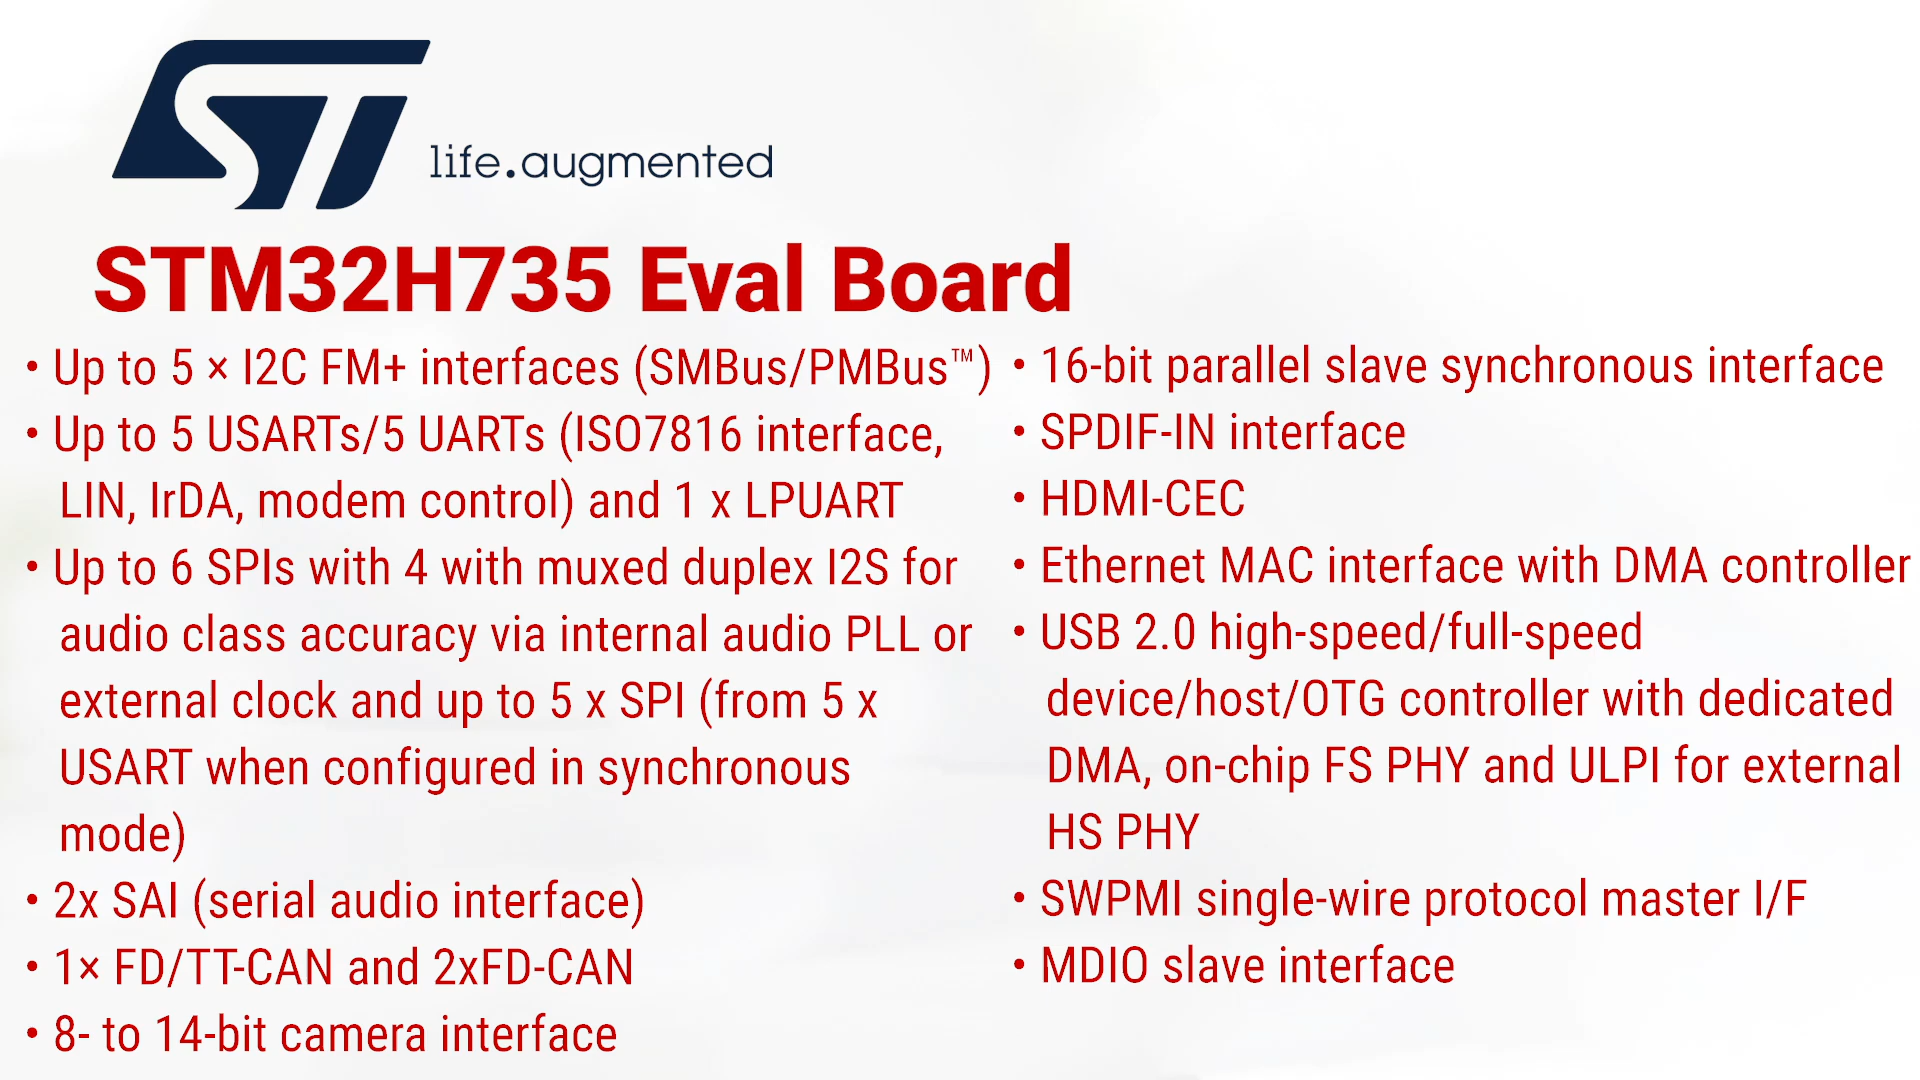 ST
life.augmented
STM32H735 Eval Board
• Up to 5 × I2C FM+ interfaces (SMBus/PMBus™)
• Up to 5 USARTs/5 UARTs (ISO7816 interface,
LIN, IrDA, modem control) and 1 x LPUART
• Up to 6 SPIs with 4 with muxed duplex I2S for
audio class accuracy via internal audio PLL or
external clock and up to 5 x SPI (from 5 x
USART when configured in synchronous
mode)
• 2x SAI (serial audio interface)
• 1× FD/TT-CAN and 2xFD-CAN
• 8- to 14-bit camera interface
• 16-bit parallel slave synchronous interface
• SPDIF-IN interface
• HDMI-CEC
• Ethernet MAC interface with DMA controller
• USB 2.0 high-speed/full-speed
device/host/OTG controller with dedicated
DMA, on-chip FS PHY and ULPI for external
HS PHY
• SWPMI single-wire protocol master I/F
• MDIO slave interface